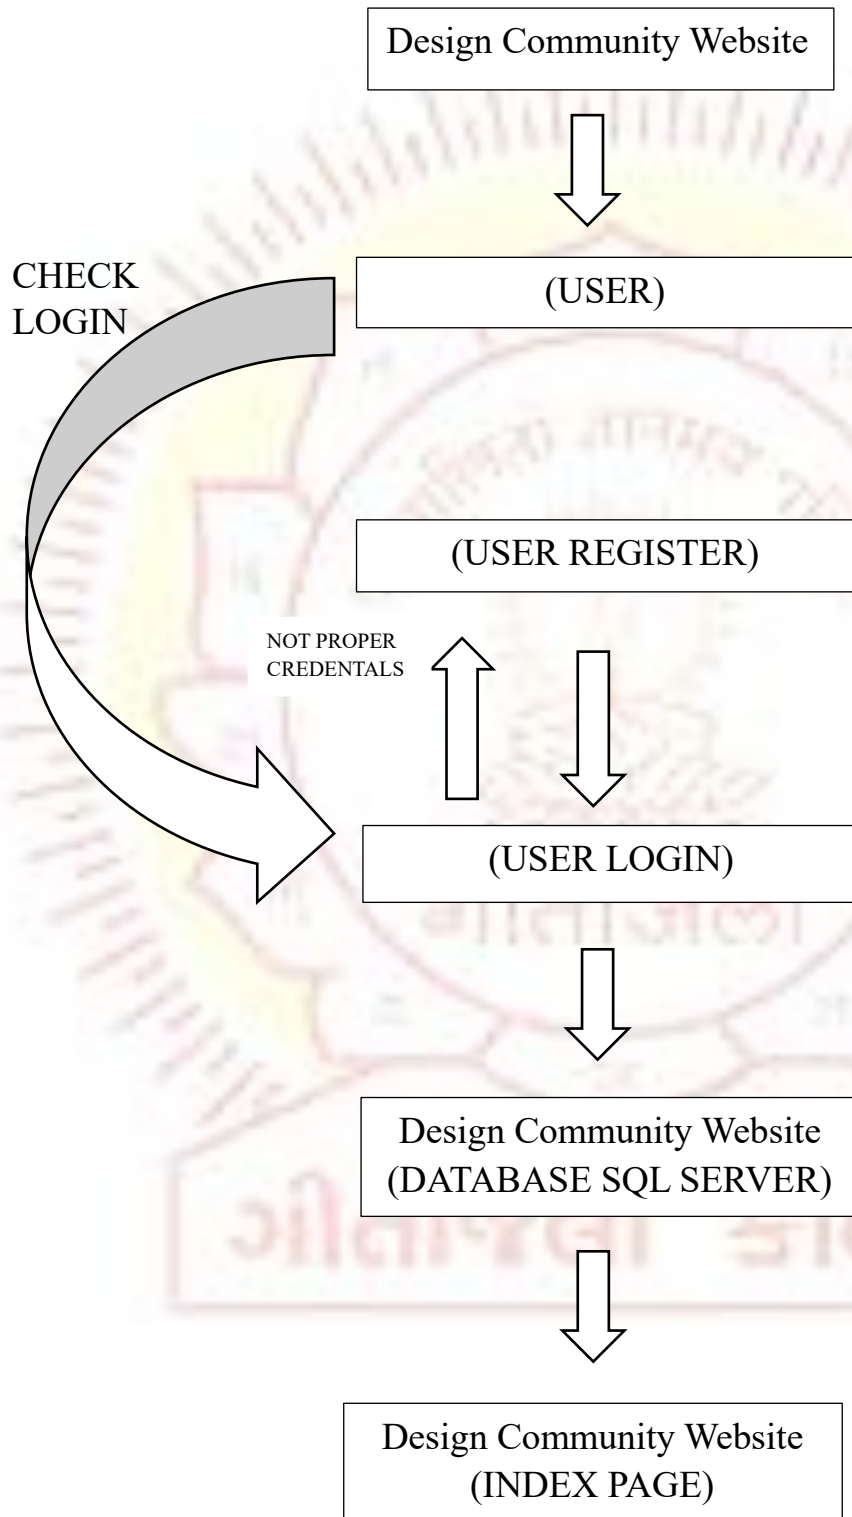 Design Community Website
(USER)
CHECK
LOGIN
(USER REGISTER)
NOT PROPER
CREDENTALS
(USER LOGIN)
Design Community Website
(DATABASE SQL SERVER)
Design Community Website
(INDEX PAGE)